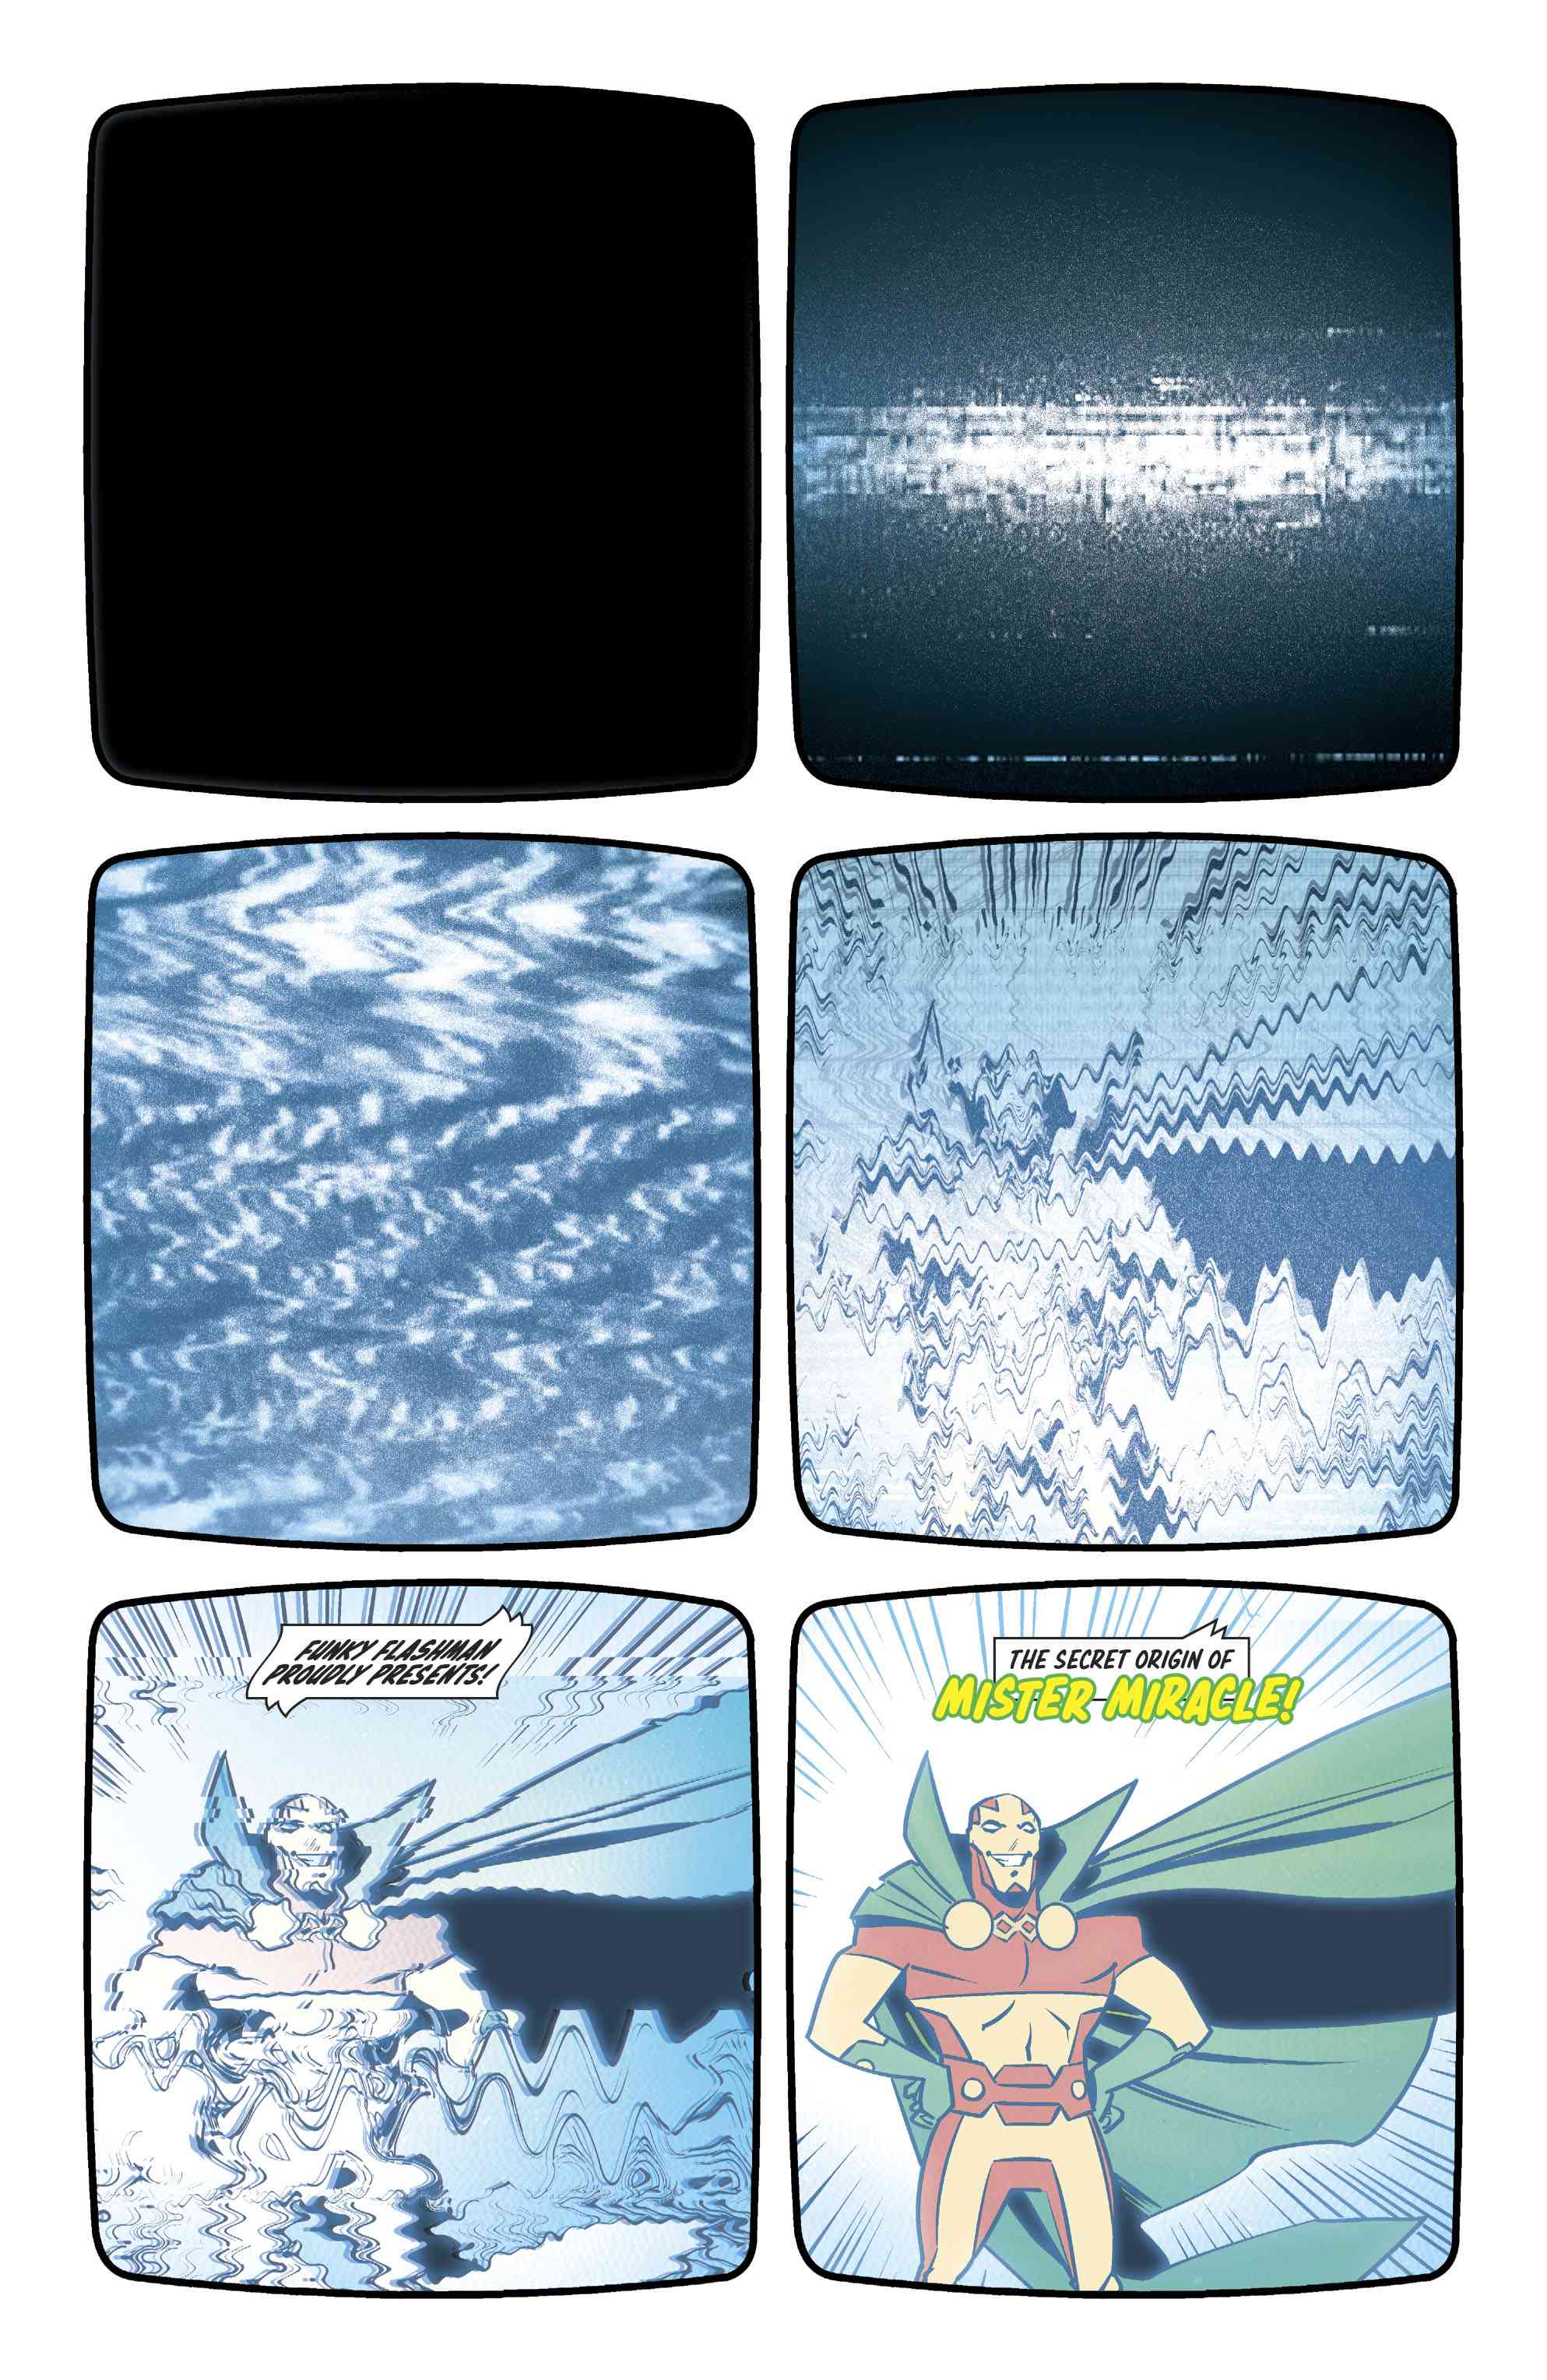 FUNKY FLASHMAN
PROUDLY PRESENTS!
THE SECRET ORIGIN OF
MISTER MIRACLE!